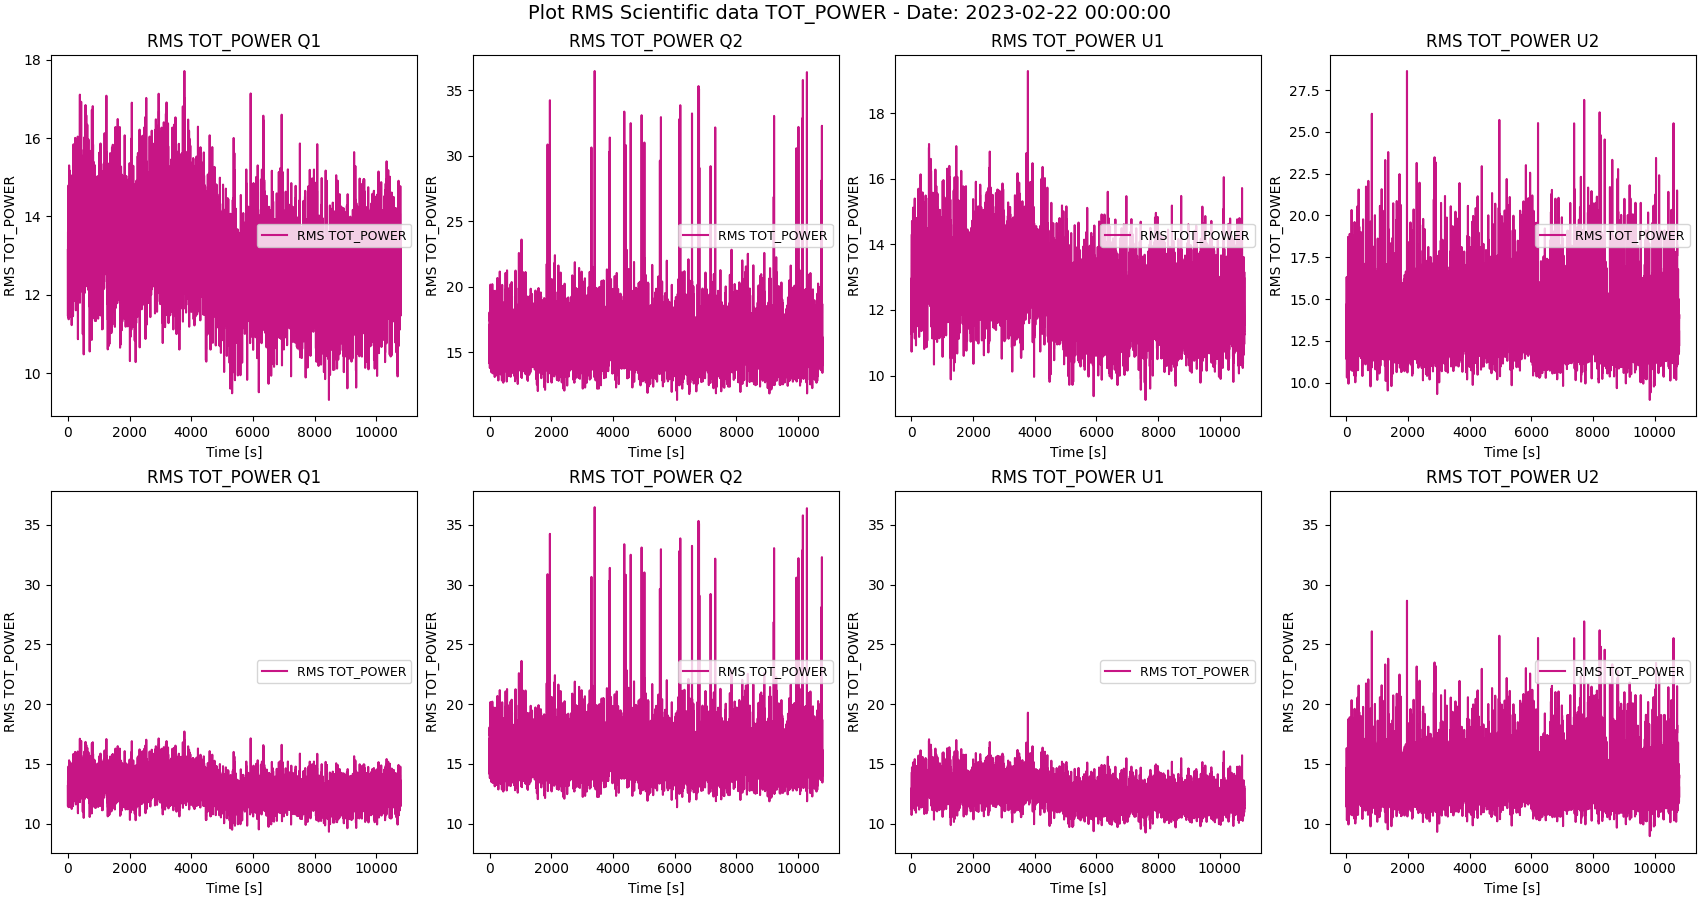 Plot RMS Scientific data TOT_POWER - Date: 2023-02-22 00:00:00
RMS TOT_POWER Q1
RMS TOT_POWER
18
16
14
12
10
RMS TOT_POWER
0 2000 4000 6000 8000 10000
Time [s]
RMS TOT_POWER Q2
RMS TOT_POWER
35
30
25
20
15
RMS TOT_POWER
0 2000 4000 6000 8000 10000
Time [s]
RMS TOT_POWER U1
RMS TOT_POWER
18
16
14
12
10
RMS TOT_POWER
0 2000 4000 6000 8000 10000
Time [s]
RMS TOT_POWER U2
RMS TOT_POWER
27.5
25.0
22.5
20.0
17.5
15.0
12.5
10.0
RMS TOT_POWER
0 2000 4000 6000 8000 10000
Time [s]
RMS TOT_POWER Q1
RMS TOT_POWER
35
30
25
20
15
10
RMS TOT_POWER
0 2000 4000 6000 8000 10000
Time [s]
RMS TOT_POWER Q2
RMS TOT_POWER
35
30
25
20
15
10
RMS TOT_POWER
0 2000 4000 6000 8000 10000
Time [s]
RMS TOT_POWER U1
RMS TOT_POWER
35
30
25
20
15
10
RMS TOT_POWER
0 2000 4000 6000 8000 10000
Time [s]
RMS TOT_POWER U2
RMS TOT_POWER
35
30
25
20
15
10
RMS TOT_POWER
0 2000 4000 6000 8000 10000
Time [s]